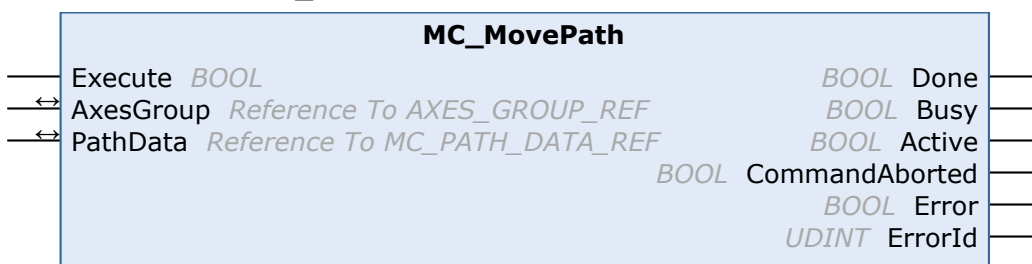 MC_MovePath
Execute BOOL BOOL Done
AxesGroup Reference To AXES_GROUP_REF BOOL Busy
PathData Reference To MC_PATH_DATA_REF BOOL Active
BOOL CommandAborted
BOOL Error
UDINT ErrorId